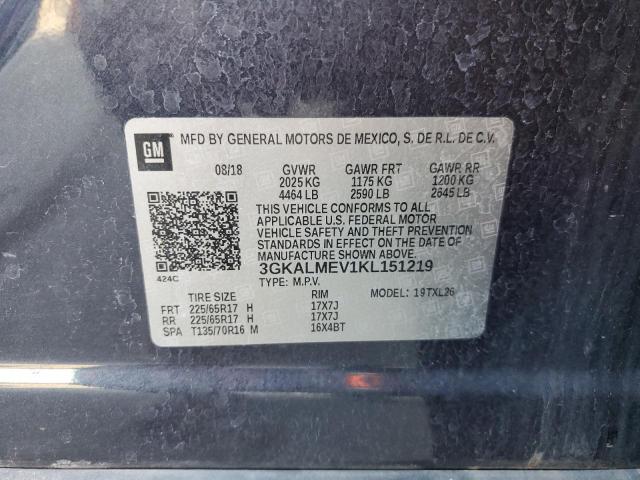 GM MFD BY GENERAL MOTORS DE MEXICO, S. DE R.L. DE C.V.
08/18 GVWR GAWR FRT GAWR RR
2025 KG 1175 KG 1200 KG
4464 LB 2590 LB 2645 LB
THIS VEHICLE CONFORMS TO ALL
APPLICABLE U.S. FEDERAL MOTOR
VEHICLE SAFETY AND THEFT PREVENTION
STANDARDS IN EFFECT ON THE DATE OF
MANUFACTURE SHOWN ABOVE.
3GKALMEV1KL151219
424C TYPE: M.P.V.
TIRE SIZE RIM MODEL: 19TXL26
FRT 225/65R17 H 17X7J
RR 225/65R17 H 17X7J
SPA T135/70R16 M 16X4BT